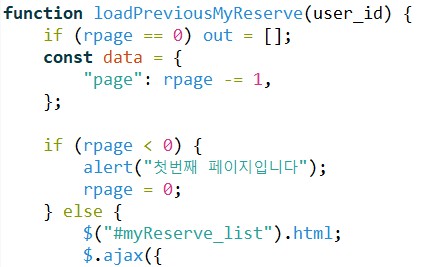 function loadPreviousMyReserve(user_id) {
    if (rpage == 0) out = [];
    const data = {
        "page": rpage -= 1,
    };

    if (rpage < 0) {
        alert("첫번째 페이지입니다");
        rpage = 0;
    } else {
        $("#myReserve_list").html;
        $.ajax({